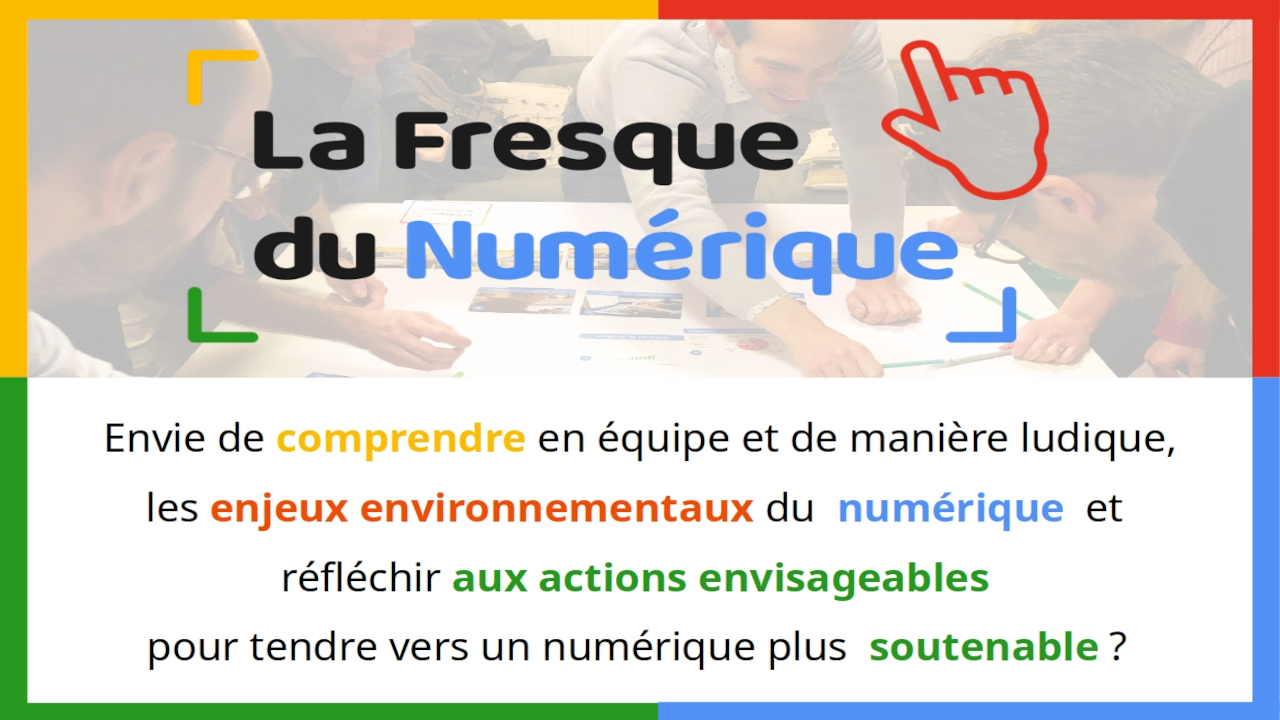 La Fresque
du Numérique
Envie de comprendre en équipe et de manière ludique,
les enjeux environnementaux du numérique et
réfléchir aux actions envisageables
pour tendre vers un numérique plus soutenable ?